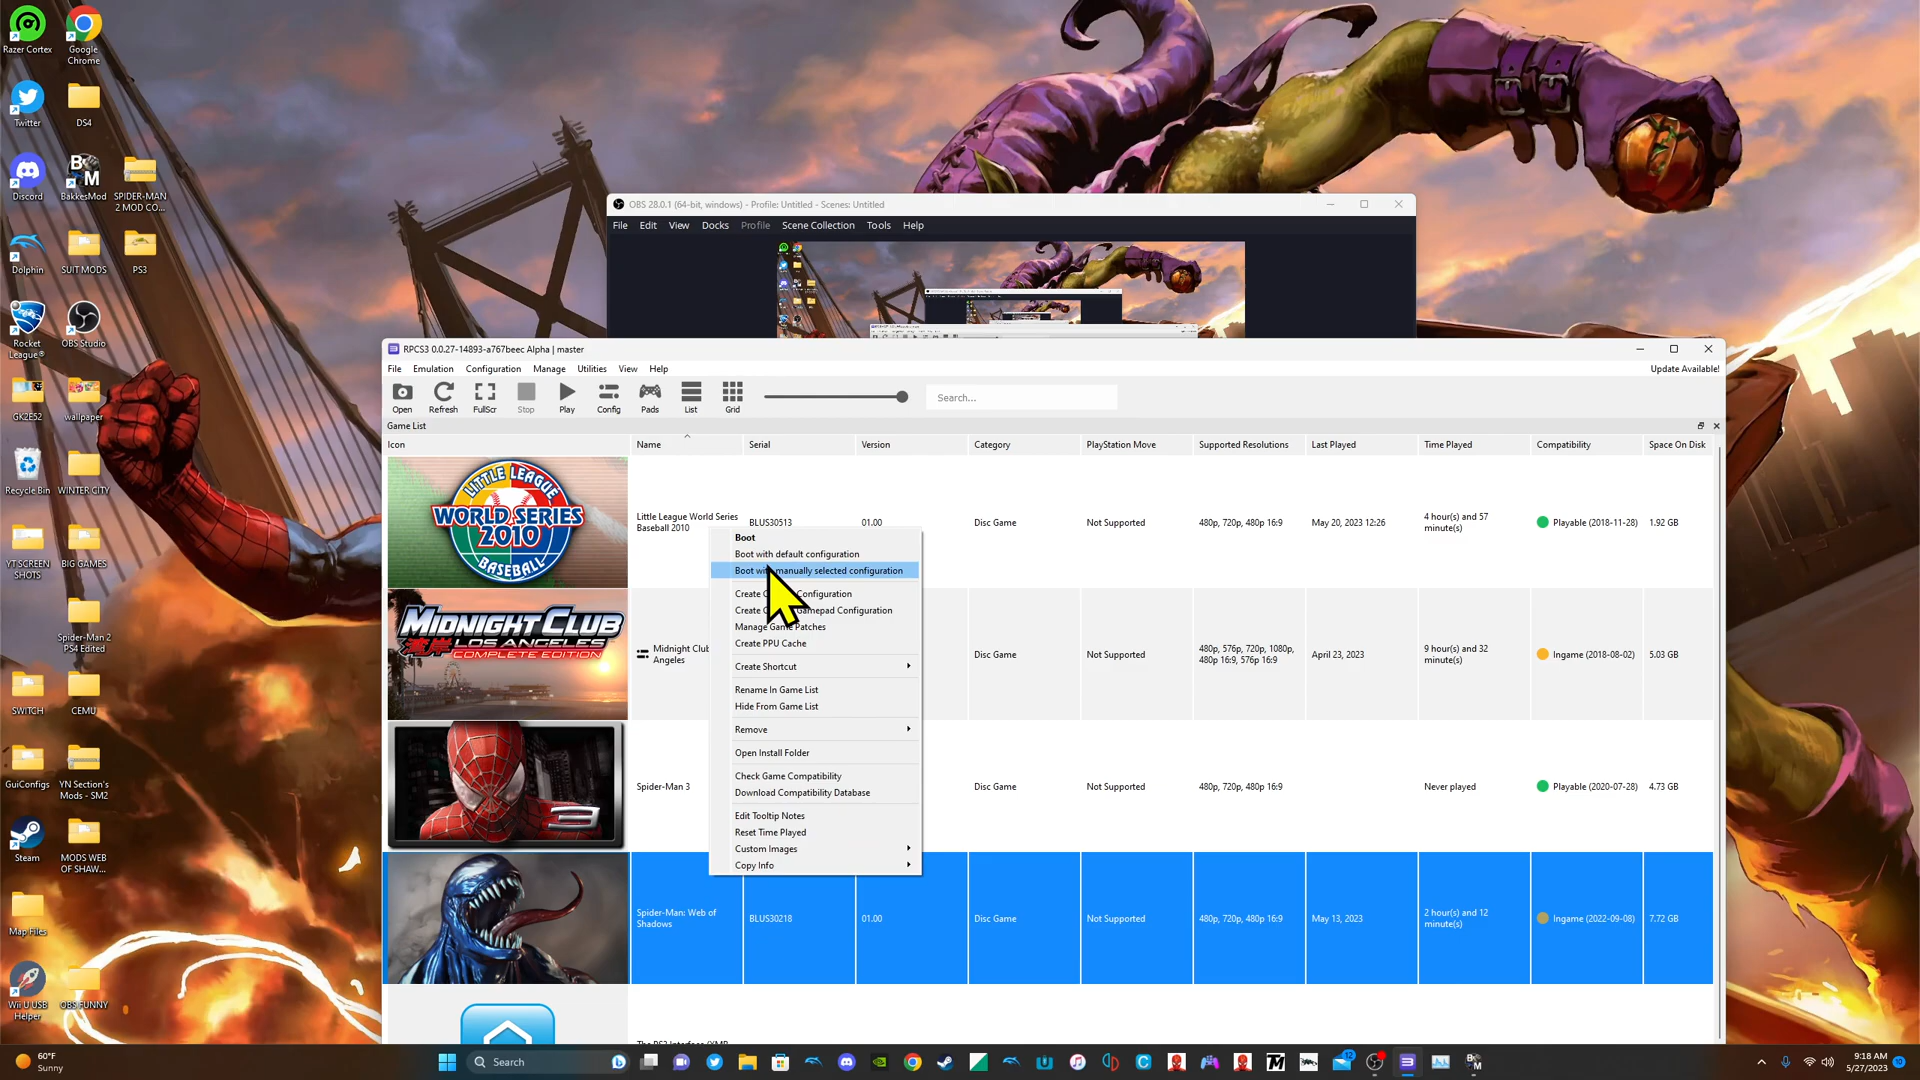 Razer Cortex
Google
Chrome
Twitter
DS4
Discord
BakkesMod
SPIDER-MAN
2 MOD CO...
Dolphin
SUIT MODS
PS3
Rocket
League®
OBS Studio
GK2E52
wallpaper
Recycle Bin
WINTER CITY
YT SCREEN
SHOTS
BIG GAMES
Spider-Man 2
PS4 Edited
SWITCH
CEMU
GuiConfigs
YN Section's
Mods - SM2
Steam
MODS WEB
OF SHAW...
Map Files
Wii U USB
Helper
OBS FUNNY
OBS 28.0.1 (64-bit, windows) - Profile: Untitled - Scenes: Untitled
File Edit View Docks Profile Scene Collection Tools Help
RPCS3 0.0.27-14893-a767beec Alpha | master
File Emulation Configuration Manage Utilities View Help
Update Available!
Open Refresh FullScr Stop Play Config Pads List Grid
Search...
Game List
Icon Name Serial Version Category PlayStation Move Supported Resolutions Last Played Time Played Compatibility Space On Disk
LITTLE LEAGUE
WORLD SERIES
2010
BASEBALL
Little League World Series
Baseball 2010
BLUS30513 01.00 Disc Game Not Supported 480p, 720p, 480p 16:9 May 20, 2023 12:26
4 hour(s) and 57
minute(s)
Playable (2018-11-28) 1.92 GB
Boot
Boot with default configuration
Boot manually selected configuration
Create Configuration
Create Gamepad Configuration
Manage Game Patches
Create PPU Cache
Create Shortcut
Rename In Game List
Hide From Game List
Remove
Open Install Folder
Check Game Compatibility
Download Compatibility Database
Edit Tooltip Notes
Reset Time Played
Custom Images
Copy Info
MIDNIGHT CLUB
LOS ANGELES
COMPLETE EDITION
Midnight Club
Angeles
Disc Game Not Supported
480p, 576p, 720p, 1080p,
480p 16:9, 576p 16:9
April 23, 2023
9 hour(s) and 32
minute(s)
Ingame (2018-08-02) 5.03 GB
3
Spider-Man 3
Disc Game Not Supported 480p, 720p, 480p 16:9 Never played Playable (2020-07-28) 4.73 GB
Spider-Man: Web of
Shadows
BLUS30218 01.00 Disc Game Not Supported 480p, 720p, 480p 16:9 May 13, 2023
2 hour(s) and 12
minute(s)
Ingame (2022-09-08) 7.72 GB
60°F
Sunny
Search
12
9:18 AM
5/27/2023